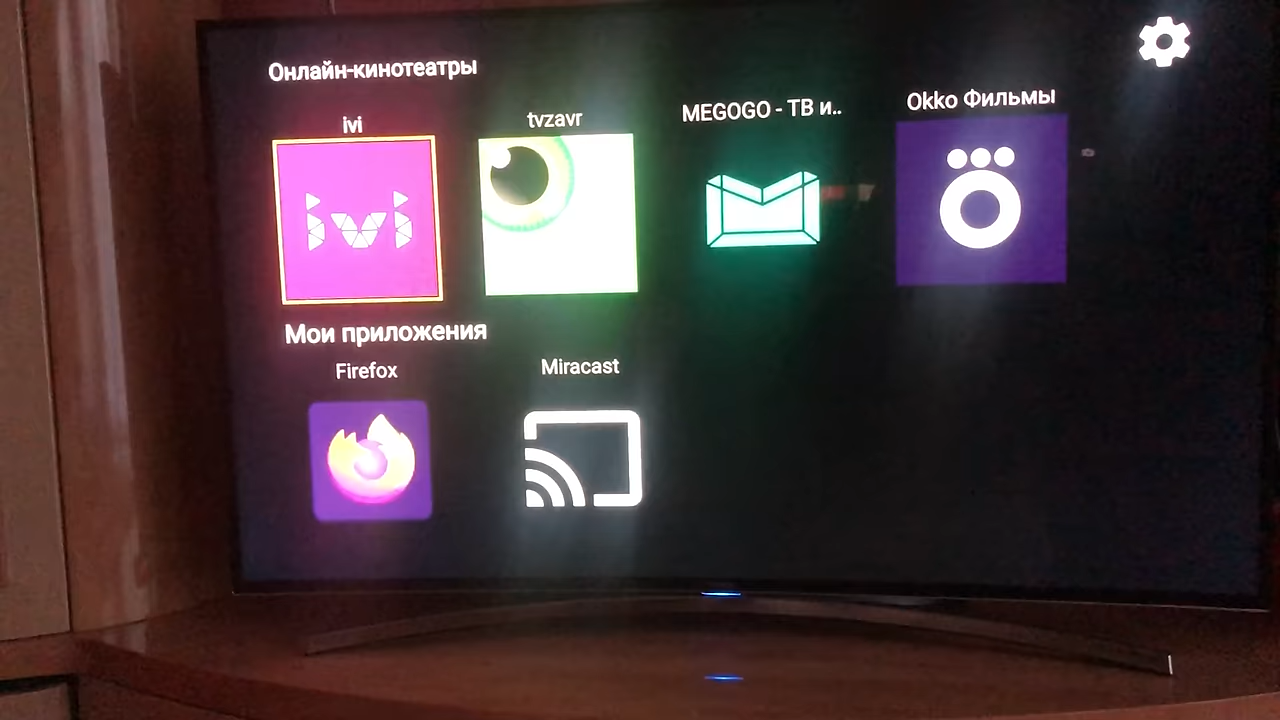 Онлайн-кинотеатры
ivi
tvzavr
MEGOGO - ТВ и..
Okko Фильмы
ivi
Мои приложения
Firefox
Miracast